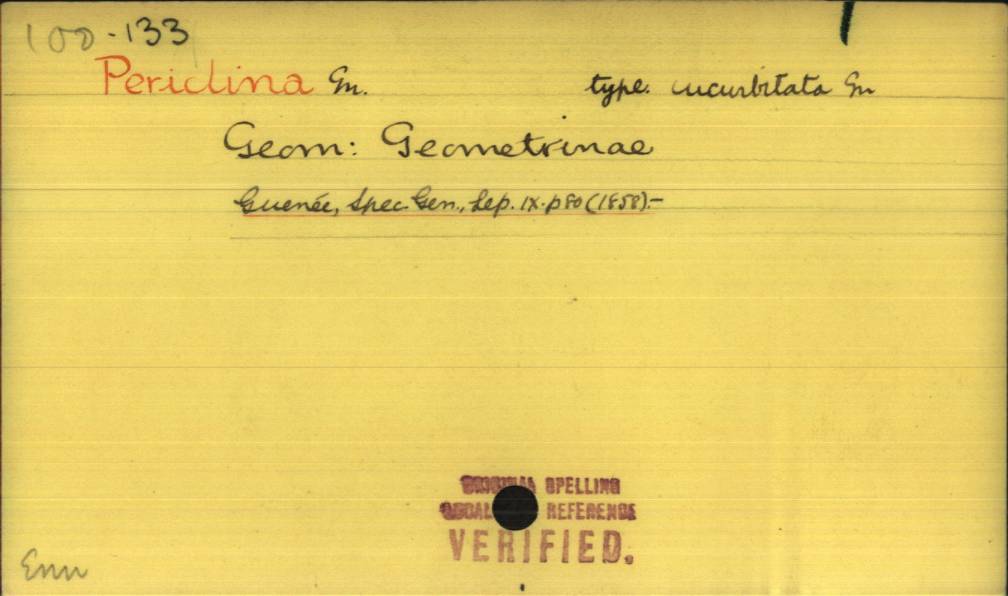 100-133
Periclina Gn. type. cucurbitata Gn
Geom: Geometrinae
Guenée, Spec. Gen., Lep. IX. p 80 (1858)-
ORIGINAL SPELLING
REFERENCE
VERIFIED.
Enn